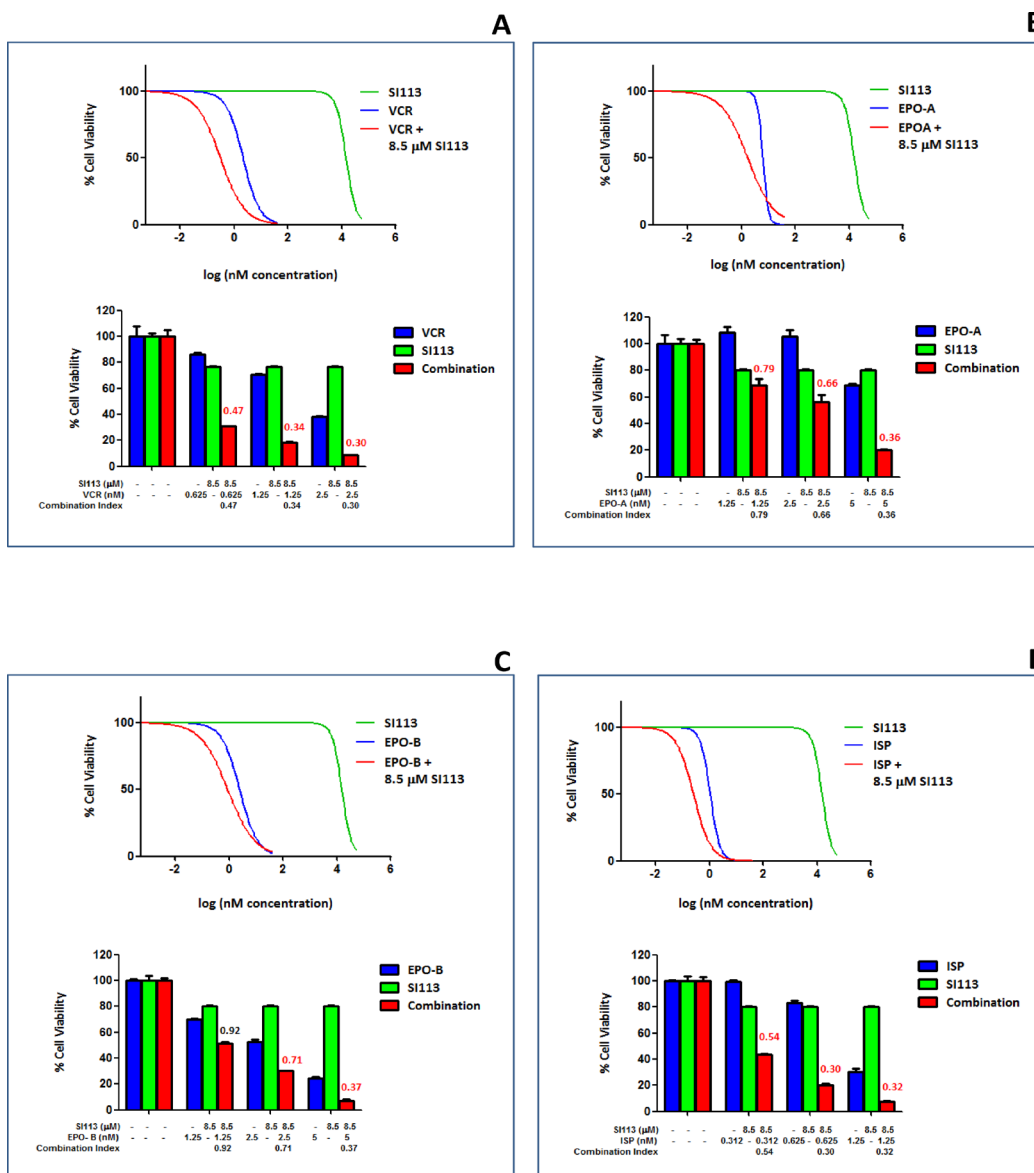 A
SI113
VCR
VCR +
8.5 µM SI113
100
50
0
% Cell Viability
-2 0 2 4 6
log (nM concentration)
120
100
80
60
40
20
0
% Cell Viability
VCR
SI113
Combination
0.47
0.34
0.30
SI113 (µM) - - - - 8.5 8.5 - 8.5 8.5 - 8.5 8.5
VCR (nM) - - - 0.625 - 0.625 1.25 - 1.25 2.5 - 2.5
Combination Index 0.47 0.34 0.30
SI113
EPO-A
EPOA +
8.5 µM SI113
100
50
0
% Cell Viability
-2 0 2 4 6
log (nM concentration)
120
100
80
60
40
20
0
% Cell Viability
EPO-A
SI113
Combination
0.79
0.66
0.36
SI113 (µM) - - - - 8.5 8.5 - 8.5 8.5 - 8.5 8.5
EPO-A (nM) - - - 1.25 - 1.25 2.5 - 2.5 5 - 5
Combination Index 0.79 0.66 0.36
C
SI113
EPO-B
EPO-B +
8.5 µM SI113
100
50
0
% Cell Viability
-2 0 2 4 6
log (nM concentration)
120
100
80
60
40
20
0
% Cell Viability
EPO-B
SI113
Combination
0.92
0.71
0.37
SI113 (µM) - - - - 8.5 8.5 - 8.5 8.5 - 8.5 8.5
EPO- B (nM) - - - 1.25 - 1.25 2.5 - 2.5 5 - 5
Combination Index 0.92 0.71 0.37
SI113
ISP
ISP +
8.5 µM SI113
100
50
0
% Cell Viability
-2 0 2 4 6
log (nM concentration)
120
100
80
60
40
20
0
% Cell Viability
ISP
SI113
Combination
0.54
0.30
0.32
SI113 (µM) - - - - 8.5 8.5 - 8.5 8.5 - 8.5 8.5
ISP (nM) - - - 0.312 - 0.312 0.625 - 0.625 1.25 - 1.25
Combination Index 0.54 0.30 0.32